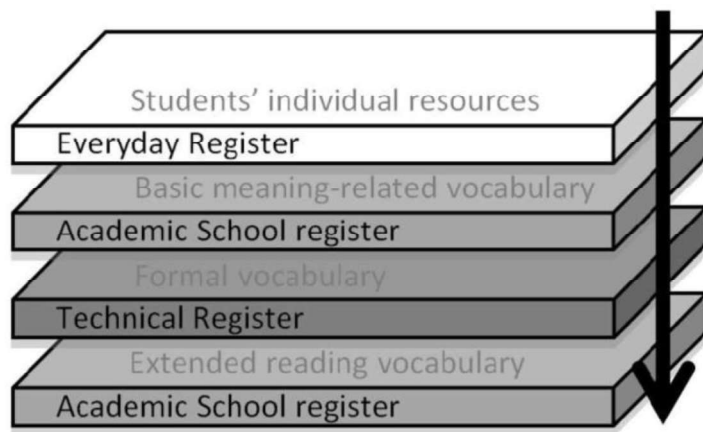 Students' individual resources
Everyday Register
Basic meaning-related vocabulary
Academic School register
Formal vocabulary
Technical Register
Extended reading vocabulary
Academic School register